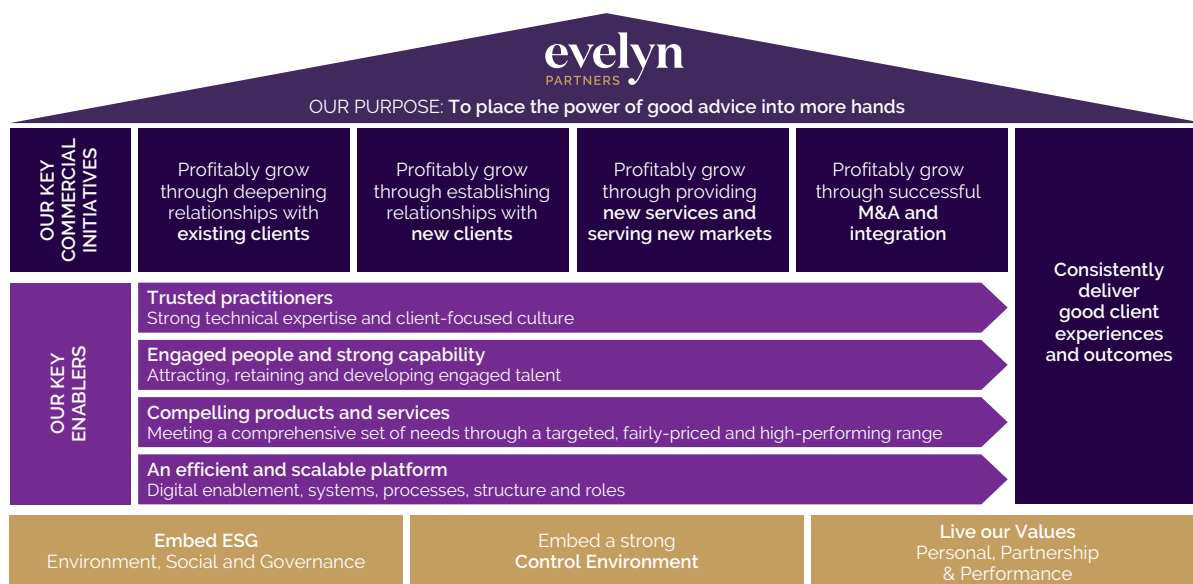 evelyn
PARTNERS
OUR PURPOSE: To place the power of good advice into more hands
OUR KEY
COMMERCIAL
INITIATIVES
Profitably grow
through deepening
relationships with
existing clients
Profitably grow
through establishing
relationships with
new clients
Profitably grow
through providing
new services and
serving new markets
Profitably grow
through successful
M&A and
integration
Consistently
deliver
good client
experiences
and outcomes
OUR KEY
ENABLERS
Trusted practitioners
Strong technical expertise and client-focused culture
Engaged people and strong capability
Attracting, retaining and developing engaged talent
Compelling products and services
Meeting a comprehensive set of needs through a targeted, fairly-priced and high-performing range
An efficient and scalable platform
Digital enablement, systems, processes, structure and roles
Embed ESG
Environment, Social and Governance
Embed a strong
Control Environment
Live our Values
Personal, Partnership
& Performance